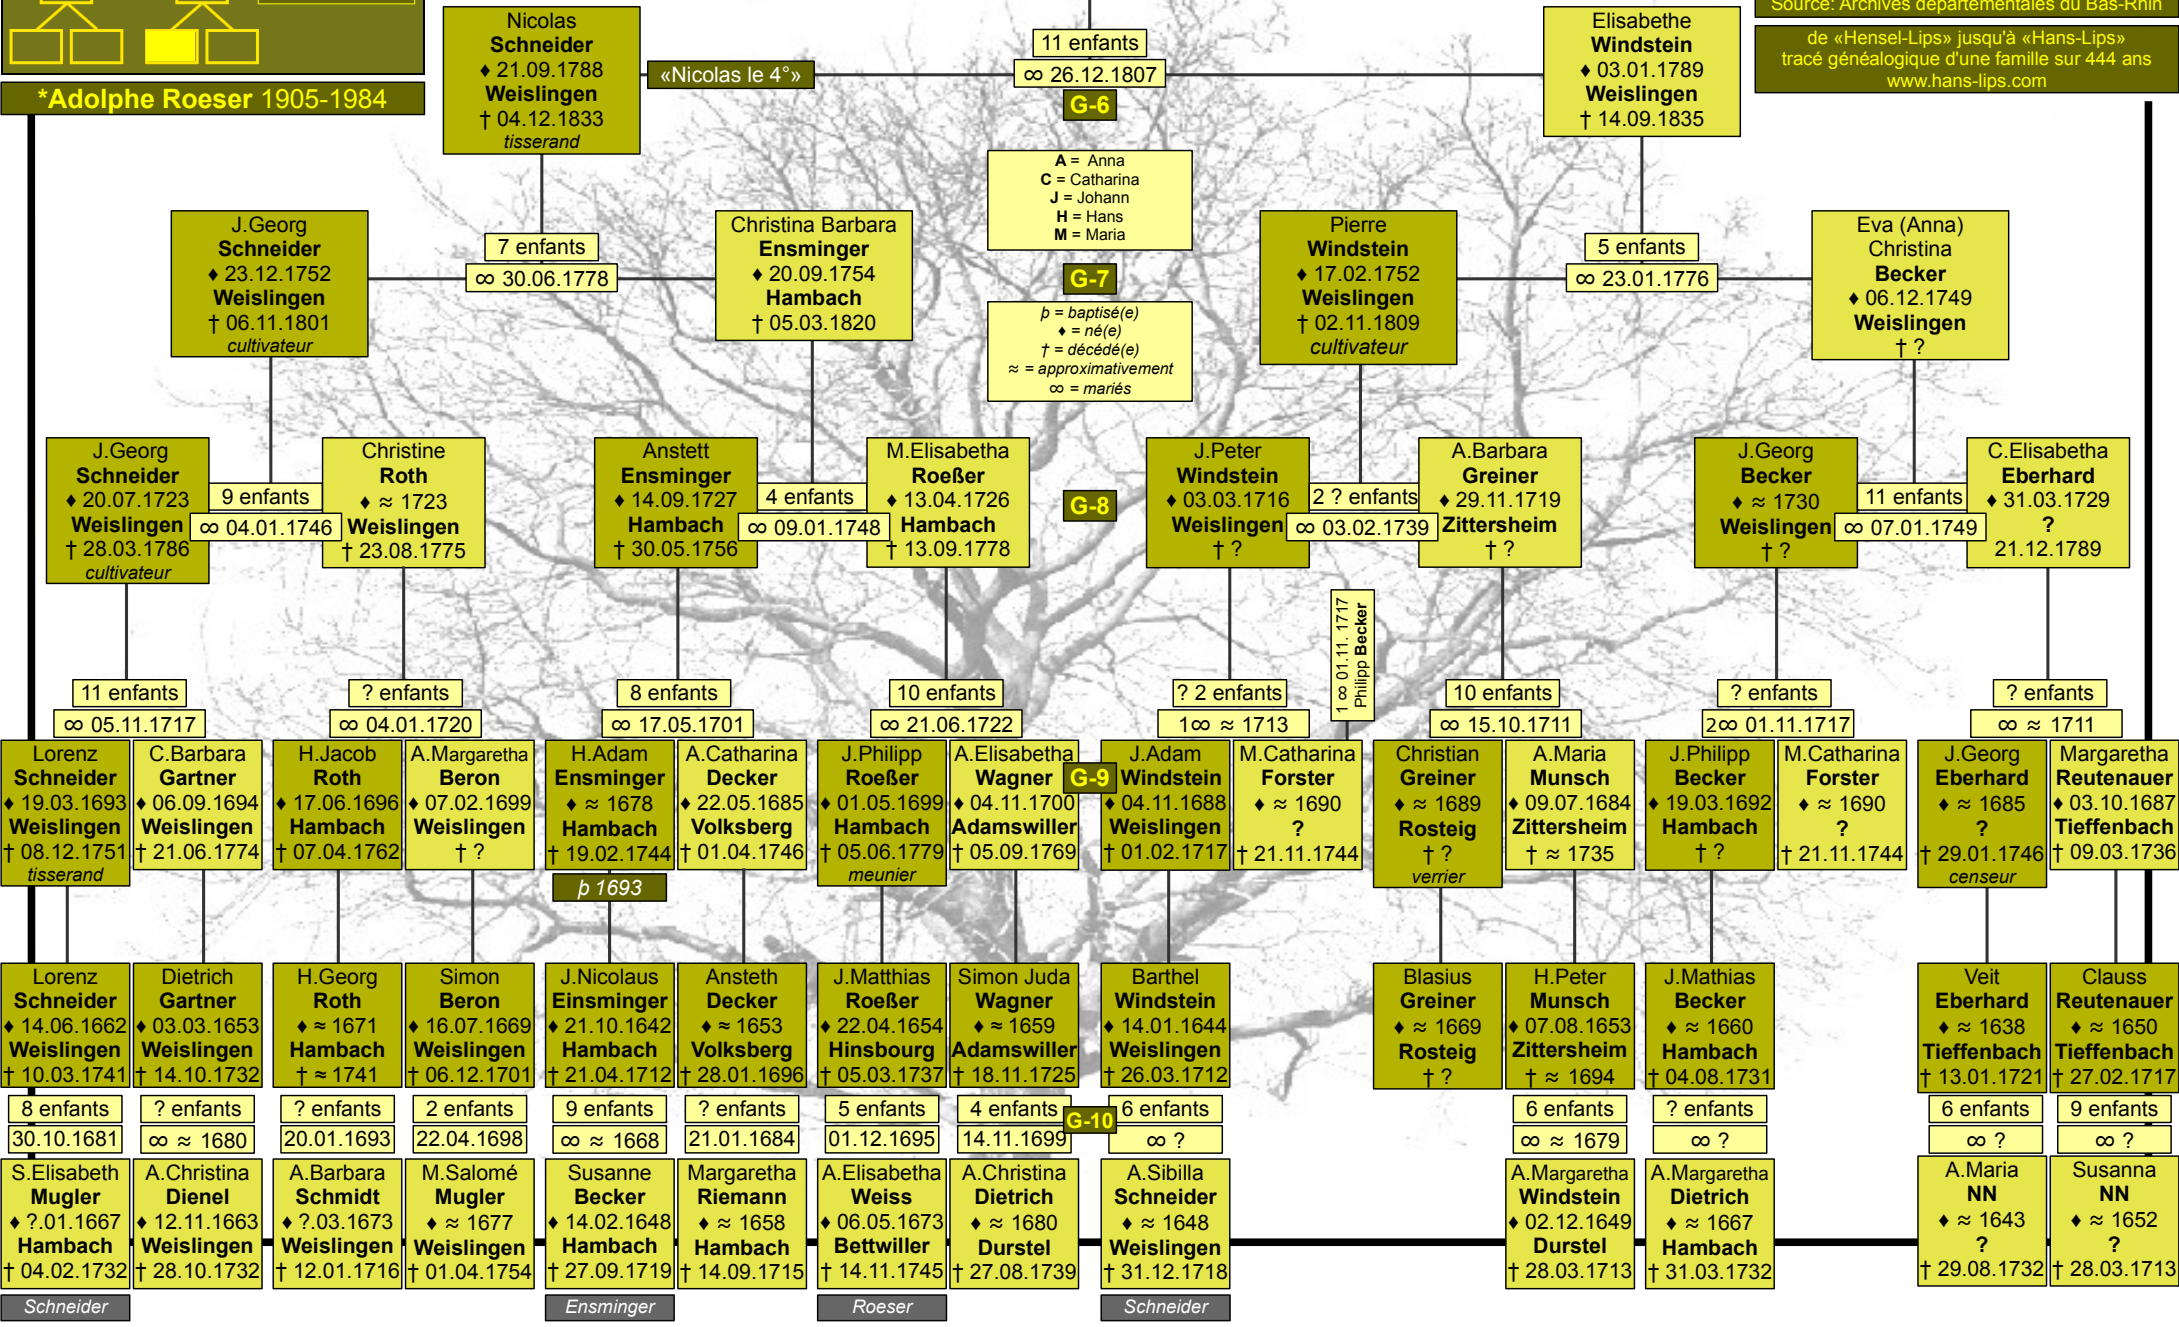 Source: Archives départementales du Bas-Rhin
de «Hensel-Lips» jusqu'à «Hans-Lips»
tracé généalogique d'une famille sur 444 ans
www.hans-lips.com
*Adolphe Roeser 1905-1984
Nicolas
Schneider
♦ 21.09.1788
Weislingen
† 04.12.1833
tisserand
«Nicolas le 4°»
11 enfants
∞ 26.12.1807
G-6
Elisabethe
Windstein
♦ 03.01.1789
Weislingen
† 14.09.1835
A = Anna
C = Catharina
J = Johann
H = Hans
M = Maria
J.Georg
Schneider
♦ 23.12.1752
Weislingen
† 06.11.1801
cultivateur
7 enfants
∞ 30.06.1778
Christina Barbara
Ensminger
♦ 20.09.1754
Hambach
† 05.03.1820
G-7
þ = baptisé(e)
♦ = né(e)
† = décédé(e)
≈ = approximativement
∞ = mariés
Pierre
Windstein
♦ 17.02.1752
Weislingen
† 02.11.1809
cultivateur
5 enfants
∞ 23.01.1776
Eva (Anna)
Christina
Becker
♦ 06.12.1749
Weislingen
† ?
J.Georg
Schneider
♦ 20.07.1723
Weislingen
† 28.03.1786
cultivateur
9 enfants
∞ 04.01.1746
Christine
Roth
♦ ≈ 1723
Weislingen
† 23.08.1775
Anstett
Ensminger
♦ 14.09.1727
Hambach
† 30.05.1756
4 enfants
∞ 09.01.1748
M.Elisabetha
Roeßer
♦ 13.04.1726
Hambach
† 13.09.1778
G-8
J.Peter
Windstein
♦ 03.03.1716
Weislingen
† ?
2 ? enfants
∞ 03.02.1739
A.Barbara
Greiner
♦ 29.11.1719
Zittersheim
† ?
J.Georg
Becker
♦ ≈ 1730
Weislingen
† ?
11 enfants
∞ 07.01.1749
C.Elisabetha
Eberhard
♦ 31.03.1729
?
21.12.1789
1 ∞ 01.11. 1717
Philipp Becker
11 enfants
∞ 05.11.1717
? enfants
∞ 04.01.1720
8 enfants
∞ 17.05.1701
10 enfants
∞ 21.06.1722
? 2 enfants
1∞ ≈ 1713
10 enfants
∞ 15.10.1711
? enfants
2∞ 01.11.1717
? enfants
∞ ≈ 1711
Lorenz
Schneider
♦ 19.03.1693
Weislingen
† 08.12.1751
tisserand
C.Barbara
Gartner
♦ 06.09.1694
Weislingen
† 21.06.1774
H.Jacob
Roth
♦ 17.06.1696
Hambach
† 07.04.1762
A.Margaretha
Beron
♦ 07.02.1699
Weislingen
† ?
H.Adam
Ensminger
♦ ≈ 1678
Hambach
† 19.02.1744
þ 1693
A.Catharina
Decker
♦ 22.05.1685
Volksberg
† 01.04.1746
J.Philipp
Roeßer
♦ 01.05.1699
Hambach
† 05.06.1779
meunier
A.Elisabetha
Wagner
♦ 04.11.1700
Adamswiller
† 05.09.1769
G-9
J.Adam
Windstein
♦ 04.11.1688
Weislingen
† 01.02.1717
M.Catharina
Forster
♦ ≈ 1690
?
† 21.11.1744
Christian
Greiner
♦ ≈ 1689
Rosteig
† ?
verrier
A.Maria
Munsch
♦ 09.07.1684
Zittersheim
† ≈ 1735
J.Philipp
Becker
♦ 19.03.1692
Hambach
† ?
M.Catharina
Forster
♦ ≈ 1690
?
† 21.11.1744
J.Georg
Eberhard
♦ ≈ 1685
?
† 29.01.1746
censeur
Margaretha
Reutenauer
♦ 03.10.1687
Tieffenbach
† 09.03.1736
Lorenz
Schneider
♦ 14.06.1662
Weislingen
† 10.03.1741
Dietrich
Gartner
♦ 03.03.1653
Weislingen
† 14.10.1732
H.Georg
Roth
♦ ≈ 1671
Hambach
† ≈ 1741
Simon
Beron
♦ 16.07.1669
Weislingen
† 06.12.1701
J.Nicolaus
Einsminger
♦ 21.10.1642
Hambach
† 21.04.1712
Ansteth
Decker
♦ ≈ 1653
Volksberg
† 28.01.1696
J.Matthias
Roeßer
♦ 22.04.1654
Hinsbourg
† 05.03.1737
Simon Juda
Wagner
♦ ≈ 1659
Adamswiller
† 18.11.1725
Barthel
Windstein
♦ 14.01.1644
Weislingen
† 26.03.1712
Blasius
Greiner
♦ ≈ 1669
Rosteig
† ?
H.Peter
Munsch
♦ 07.08.1653
Zittersheim
† ≈ 1694
J.Mathias
Becker
♦ ≈ 1660
Hambach
† 04.08.1731
Veit
Eberhard
♦ ≈ 1638
Tieffenbach
† 13.01.1721
Clauss
Reutenauer
♦ ≈ 1650
Tieffenbach
† 27.02.1717
8 enfants
30.10.1681
? enfants
∞ ≈ 1680
? enfants
20.01.1693
2 enfants
22.04.1698
9 enfants
∞ ≈ 1668
? enfants
21.01.1684
5 enfants
01.12.1695
4 enfants
14.11.1699
G-10
6 enfants
∞ ?
6 enfants
∞ ≈ 1679
? enfants
∞ ?
6 enfants
∞ ?
9 enfants
∞ ?
S.Elisabeth
Mugler
♦ ?.01.1667
Hambach
† 04.02.1732
A.Christina
Dienel
♦ 12.11.1663
Weislingen
† 28.10.1732
A.Barbara
Schmidt
♦ ?.03.1673
Weislingen
† 12.01.1716
M.Salomé
Mugler
♦ ≈ 1677
Weislingen
† 01.04.1754
Susanne
Becker
♦ 14.02.1648
Hambach
† 27.09.1719
Margaretha
Riemann
♦ ≈ 1658
Hambach
† 14.09.1715
A.Elisabetha
Weiss
♦ 06.05.1673
Bettwiller
† 14.11.1745
A.Christina
Dietrich
♦ ≈ 1680
Durstel
† 27.08.1739
A.Sibilla
Schneider
♦ ≈ 1648
Weislingen
† 31.12.1718
A.Margaretha
Windstein
♦ 02.12.1649
Durstel
† 28.03.1713
A.Margaretha
Dietrich
♦ ≈ 1667
Hambach
† 31.03.1732
A.Maria
NN
♦ ≈ 1643
?
† 29.08.1732
Susanna
NN
♦ ≈ 1652
?
† 28.03.1713
Schneider
Ensminger
Roeser
Schneider